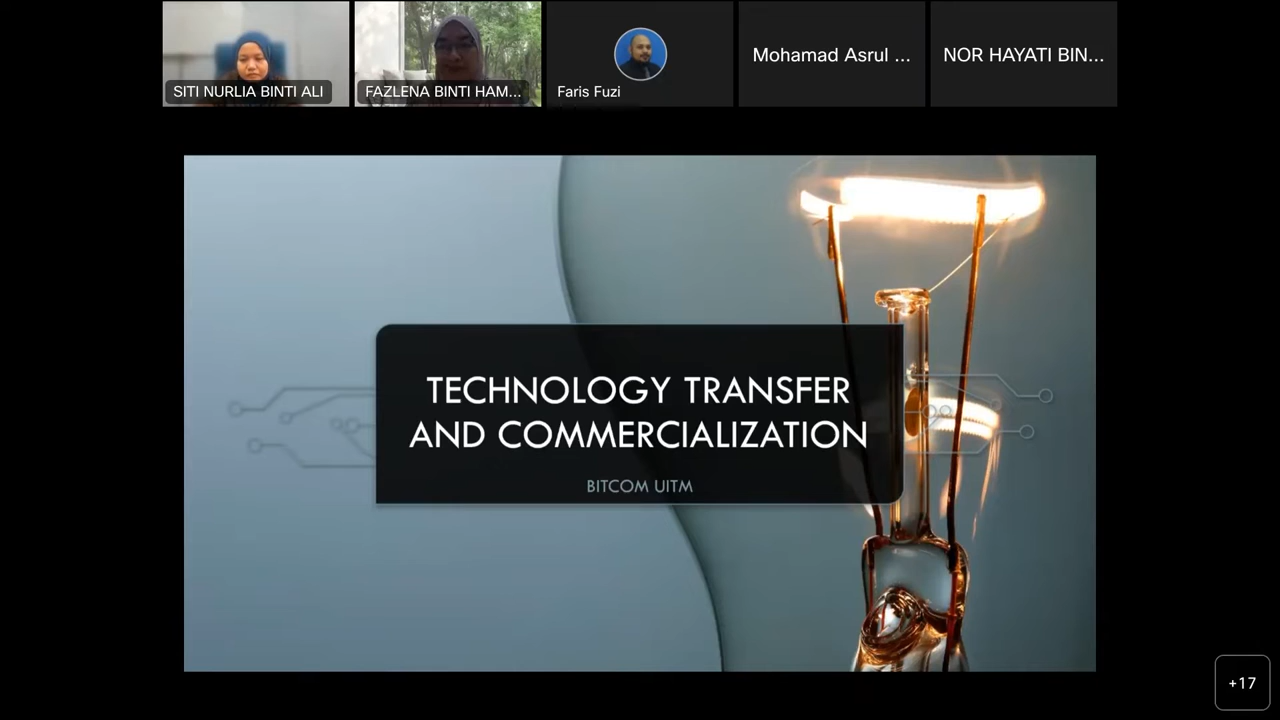 SITI NURLIA BINTI ALI
FAZLENA BINTI HAM...
Faris Fuzi
Mohamad Asrul ...
NOR HAYATI BIN...
TECHNOLOGY TRANSFER
AND COMMERCIALIZATION
BITCOM UITM
+17